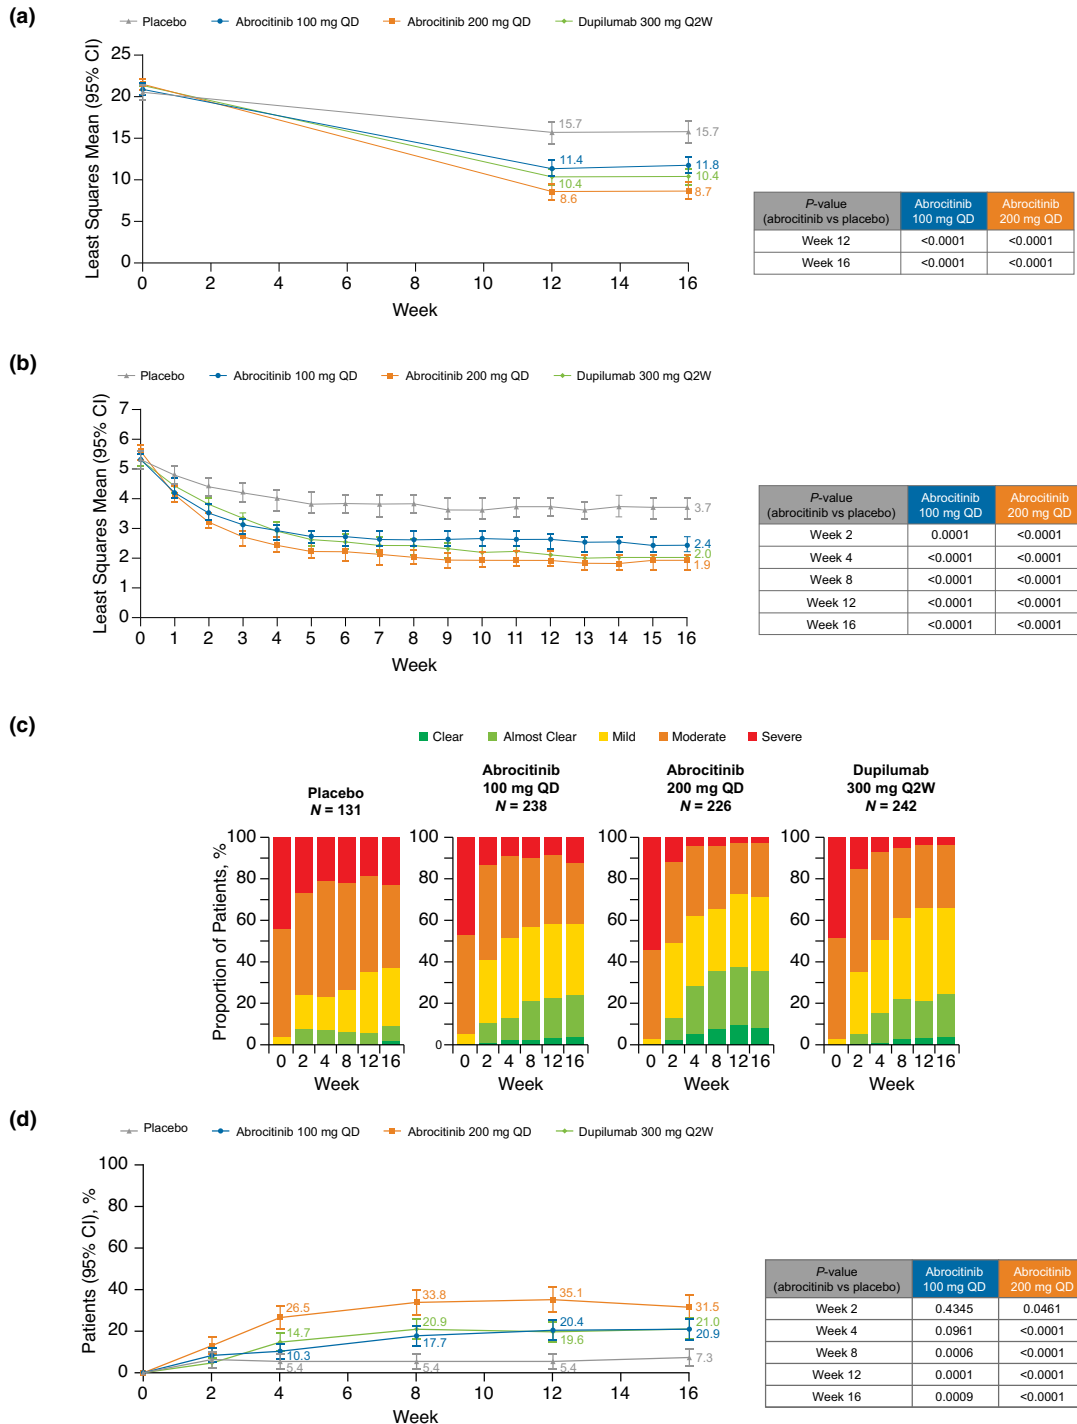 (a)
Placebo Abrocitinib 100 mg QD Abrocitinib 200 mg QD Dupilumab 300 mg Q2W
Least Squares Mean (95% CI)
25
20
15
10
5
0
15.7 15.7
11.4 11.8
10.4 10.4
8.6 8.7
0 2 4 6 8 10 12 14 16
Week
P-value (abrocitinib vs placebo) Abrocitinib 100 mg QD Abrocitinib 200 mg QD
Week 12 <0.0001 <0.0001
Week 16 <0.0001 <0.0001
(b)
Placebo Abrocitinib 100 mg QD Abrocitinib 200 mg QD Dupilumab 300 mg Q2W
Least Squares Mean (95% CI)
7
6
5
4
3
2
1
0
3.7
2.4
2.0
1.9
0 1 2 3 4 5 6 7 8 9 10 11 12 13 14 15 16
Week
P-value (abrocitinib vs placebo) Abrocitinib 100 mg QD Abrocitinib 200 mg QD
Week 2 0.0001 <0.0001
Week 4 <0.0001 <0.0001
Week 8 <0.0001 <0.0001
Week 12 <0.0001 <0.0001
Week 16 <0.0001 <0.0001
(c)
Clear Almost Clear Mild Moderate Severe
Placebo
N = 131
Abrocitinib
100 mg QD
N = 238
Abrocitinib
200 mg QD
N = 226
Dupilumab
300 mg Q2W
N = 242
Proportion of Patients, %
100 100 100 100
80 80 80 80
60 60 60 60
40 40 40 40
20 20 20 20
0 0 0 0
0 2 4 8 12 16 0 2 4 8 12 16 0 2 4 8 12 16 0 2 4 8 12 16
Week Week Week Week
(d)
Placebo Abrocitinib 100 mg QD Abrocitinib 200 mg QD Dupilumab 300 mg Q2W
Patients (95% CI), %
100
80
60
40
20
0
26.5 33.8 35.1 31.5
14.7 20.9 20.4 21.0
10.3 17.7 19.6 20.9
5.4 5.4 5.4 7.3
0 2 4 6 8 10 12 14 16
Week
P-value (abrocitinib vs placebo) Abrocitinib 100 mg QD Abrocitinib 200 mg QD
Week 2 0.4345 0.0461
Week 4 0.0961 <0.0001
Week 8 0.0006 <0.0001
Week 12 0.0001 <0.0001
Week 16 0.0009 <0.0001